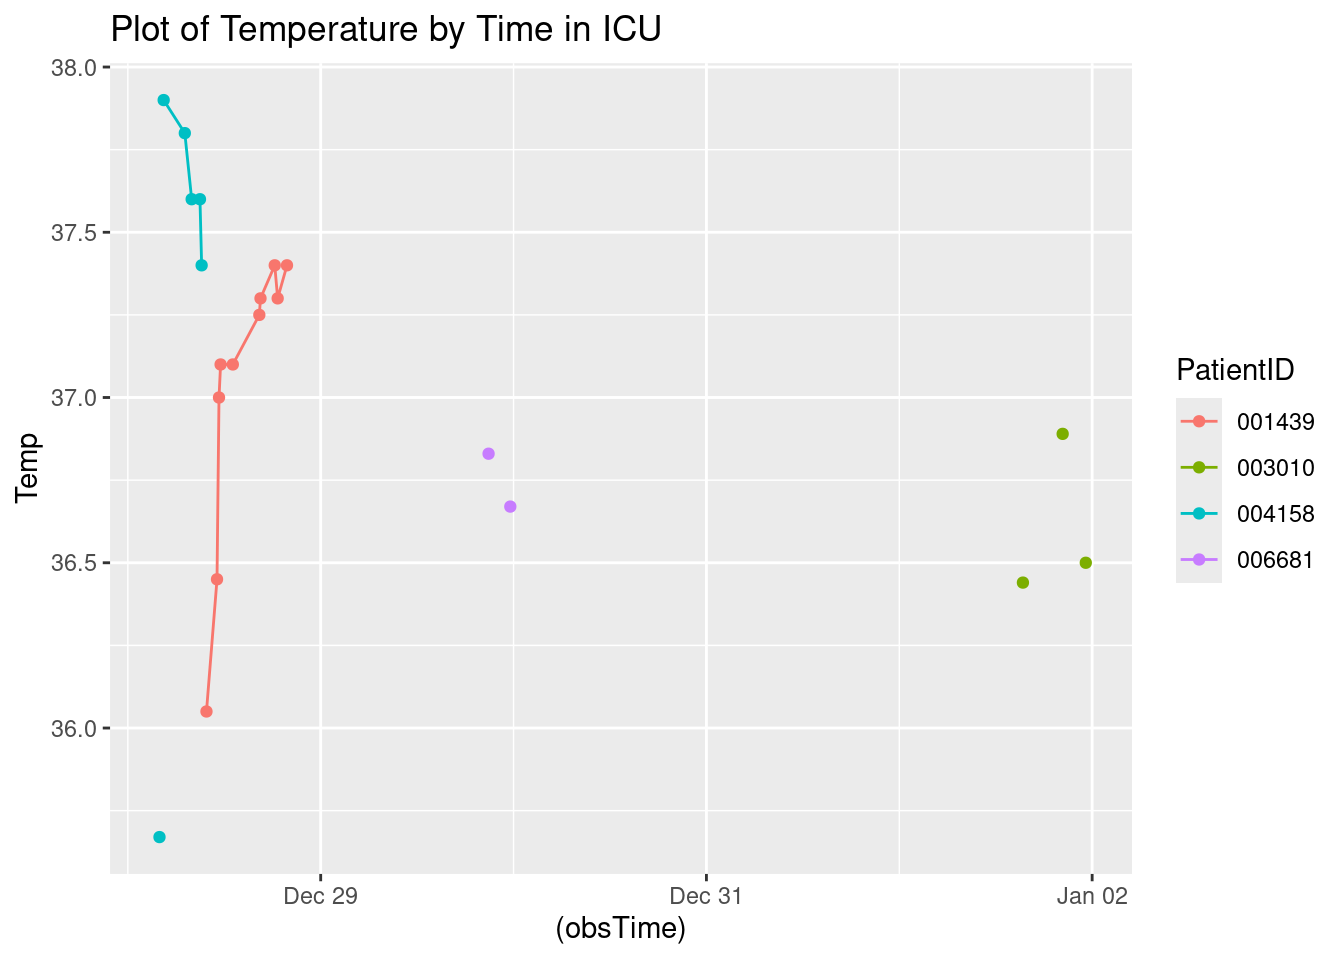 Plot of Temperature by Time in ICU
38.0
37.5
37.0
36.5
36.0
Temp
Dec 29
Dec 31
Jan 02
(obsTime)
PatientID
001439
003010
004158
006681